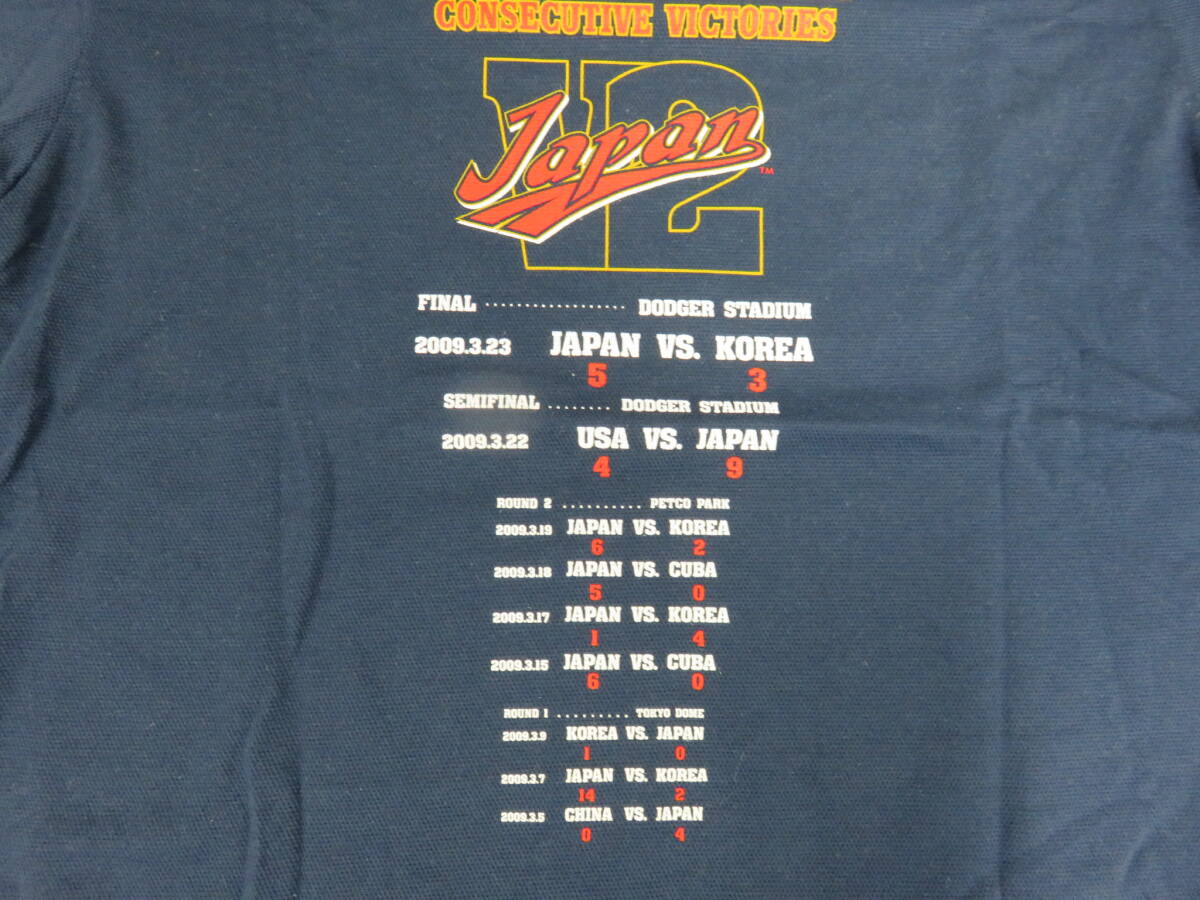 CONSECUTIVE VICTORIES
V2
Japan™
FINAL .................. DODGER STADIUM
2009.3.23 JAPAN VS. KOREA
5 3
SEMIFINAL ........ DODGER STADIUM
2009.3.22 USA VS. JAPAN
4 9
ROUND 2 .......... PETCO PARK
2009.3.19 JAPAN VS. KOREA
6 2
2009.3.18 JAPAN VS. CUBA
5 0
2009.3.17 JAPAN VS. KOREA
1 4
2009.3.15 JAPAN VS. CUBA
6 0
ROUND 1 ......... TOKYO DOME
2009.3.9 KOREA VS. JAPAN
1 0
2009.3.7 JAPAN VS. KOREA
14 2
2009.3.5 CHINA VS. JAPAN
0 4